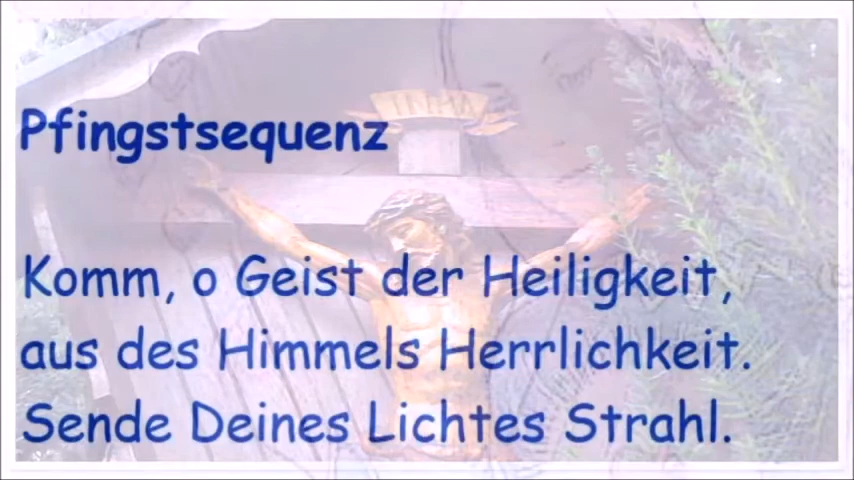 Pfingstsequenz
Komm, o Geist der Heiligkeit,
aus des Himmels Herrlichkeit.
Sende Deines Lichtes Strahl.